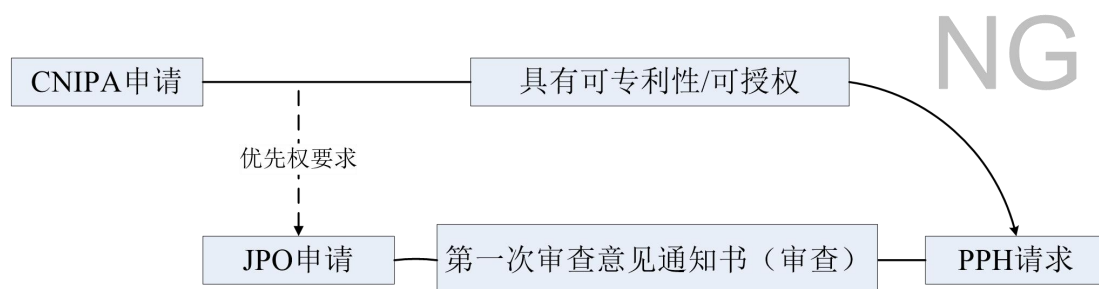 NG
CNIPA申请
具有可专利性/可授权
优先权要求
JPO申请
第一次审查意见通知书（审查）
PPH请求